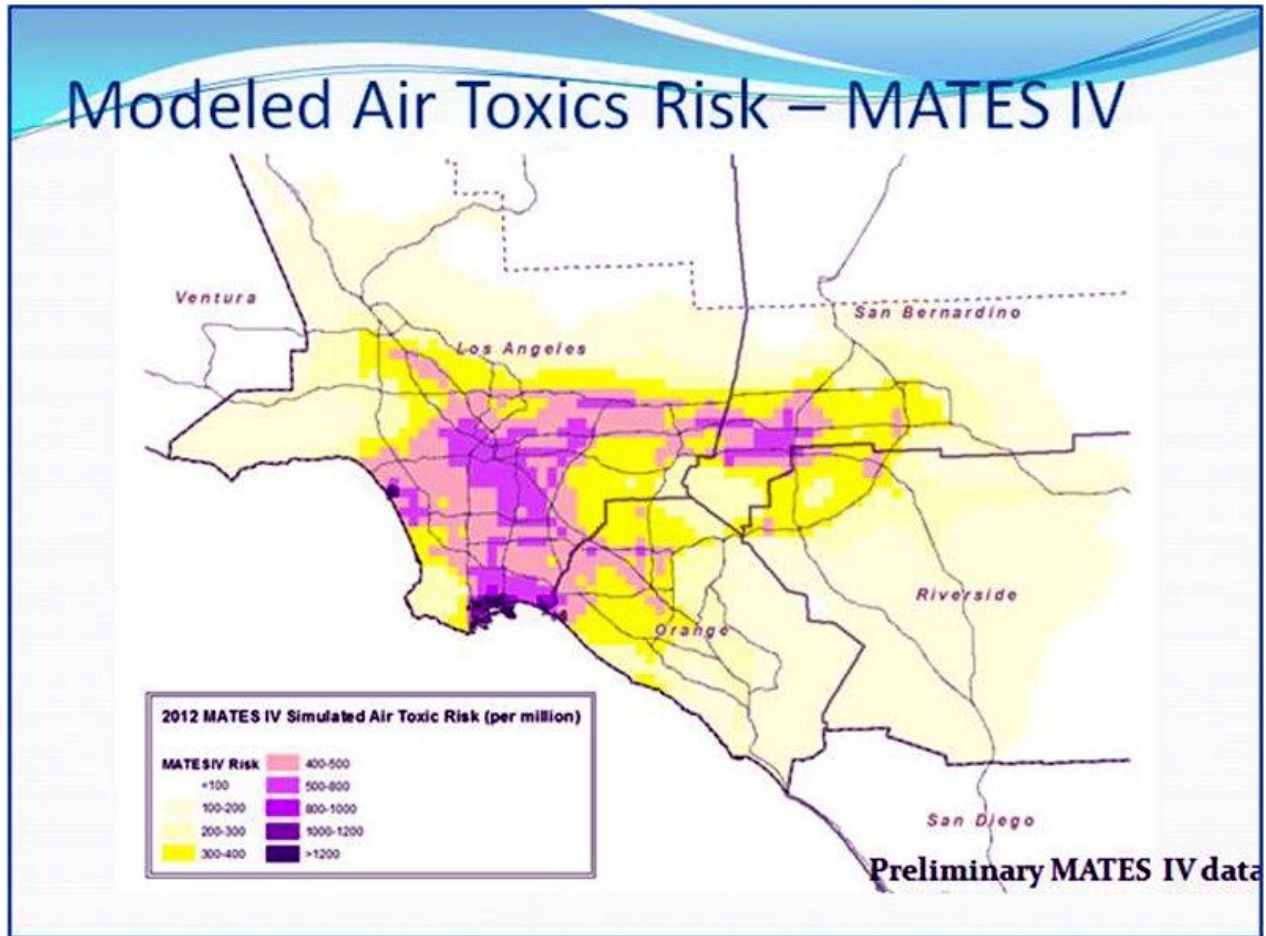 Modeled Air Toxics Risk – MATES IV
Ventura
San Bernardino
Los Angeles
Riverside
Orange
San Diego
2012 MATES IV Simulated Air Toxic Risk (per million)
MATESIV Risk
<100
100-200
200-300
300-400
400-500
500-800
800-1000
1000-1200
>1200
Preliminary MATES IV data